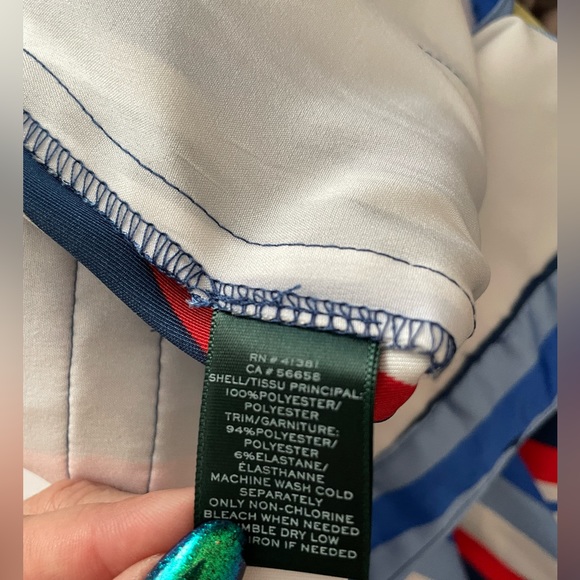 RN # 41381
CA # 56658
SHELL/TISSU PRINCIPAL:
100%POLYESTER/
POLYESTER
TRIM/GARNITURE:
94%POLYESTER/
POLYESTER
6%ELASTANE/
ÉLASTHANNE
MACHINE WASH COLD
SEPARATELY
ONLY NON-CHLORINE
BLEACH WHEN NEEDED
DRY LOW
IRON IF NEEDED